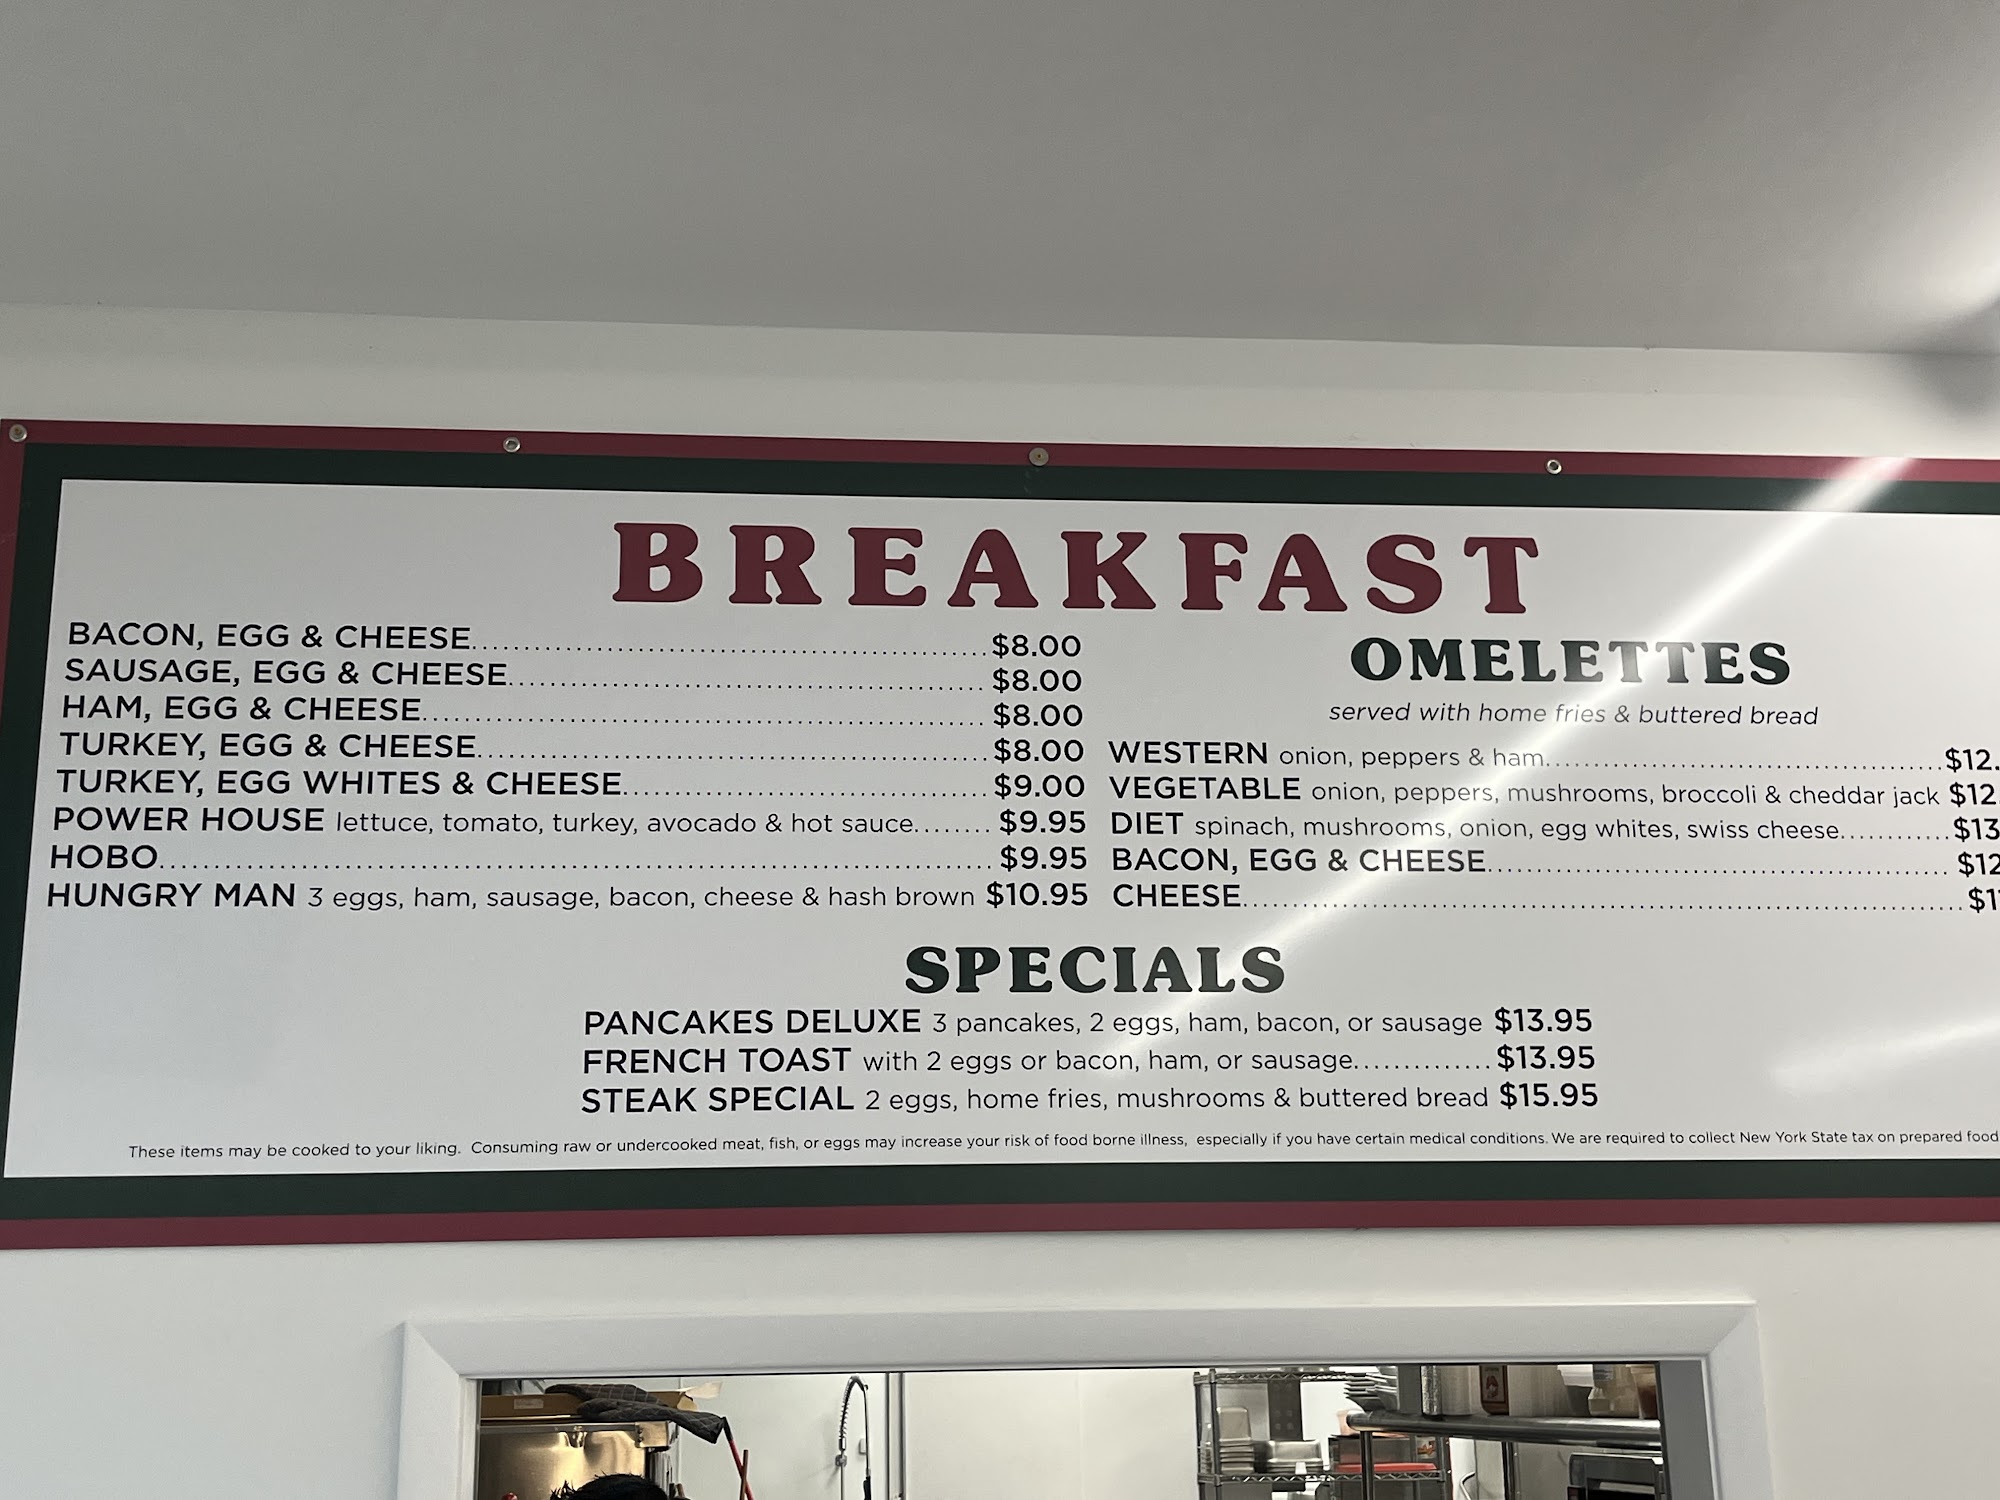 BREAKFAST
BACON, EGG & CHEESE........................................................$8.00
SAUSAGE, EGG & CHEESE....................................................$8.00
HAM, EGG & CHEESE..............................................................$8.00
TURKEY, EGG & CHEESE........................................................$8.00
TURKEY, EGG WHITES & CHEESE........................................$9.00
POWER HOUSE lettuce, tomato, turkey, avocado & hot sauce........$9.95
HOBO..........................................................................................$9.95
HUNGRY MAN 3 eggs, ham, sausage, bacon, cheese & hash brown $10.95
OMELETTES
served with home fries & buttered bread
WESTERN onion, peppers & ham...........................................$12.
VEGETABLE onion, peppers, mushrooms, broccoli & cheddar jack $12.
DIET spinach, mushrooms, onion, egg whites, swiss cheese............$13
BACON, EGG & CHEESE...................................................$12
CHEESE................................................................................$1
SPECIALS
PANCAKES DELUXE 3 pancakes, 2 eggs, ham, bacon, or sausage $13.95
FRENCH TOAST with 2 eggs or bacon, ham, or sausage..............$13.95
STEAK SPECIAL 2 eggs, home fries, mushrooms & buttered bread $15.95
These items may be cooked to your liking. Consuming raw or undercooked meat, fish, or eggs may increase your risk of food borne illness, especially if you have certain medical conditions. We are required to collect New York State tax on prepared food